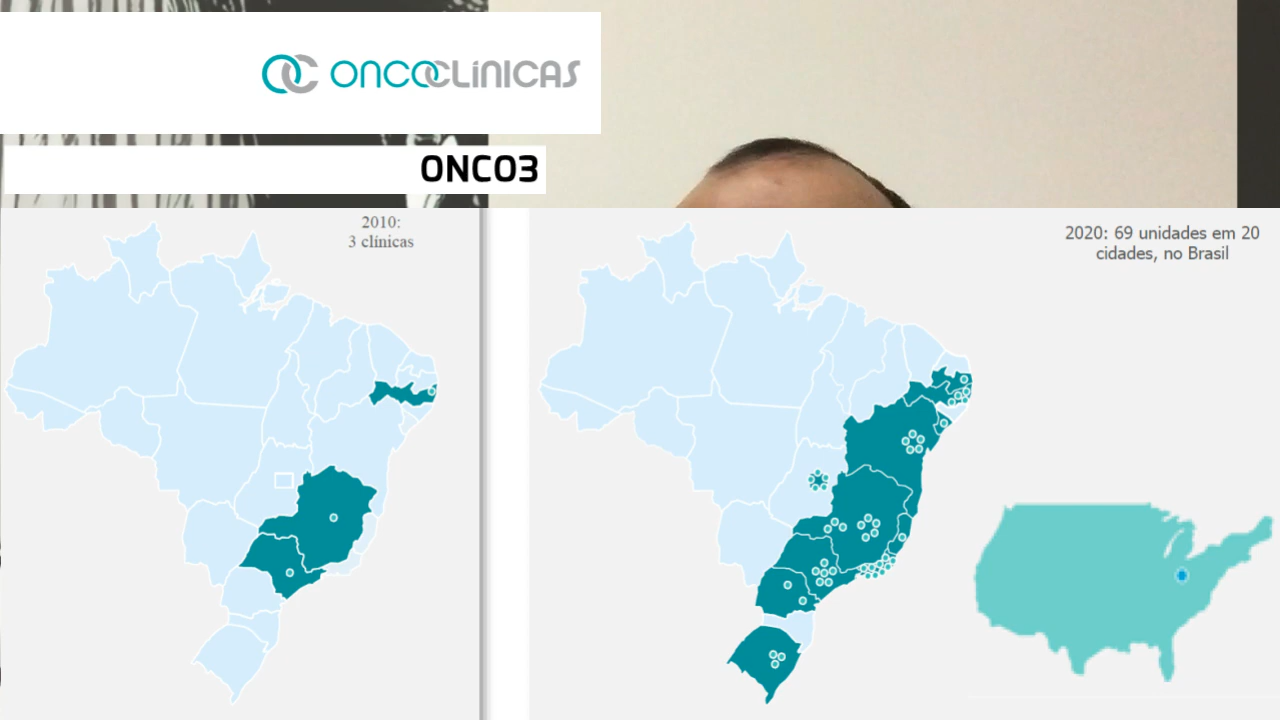 ONCOCLÍNICAS
ONCO3
2010:
3 clínicas
2020: 69 unidades em 20
cidades, no Brasil